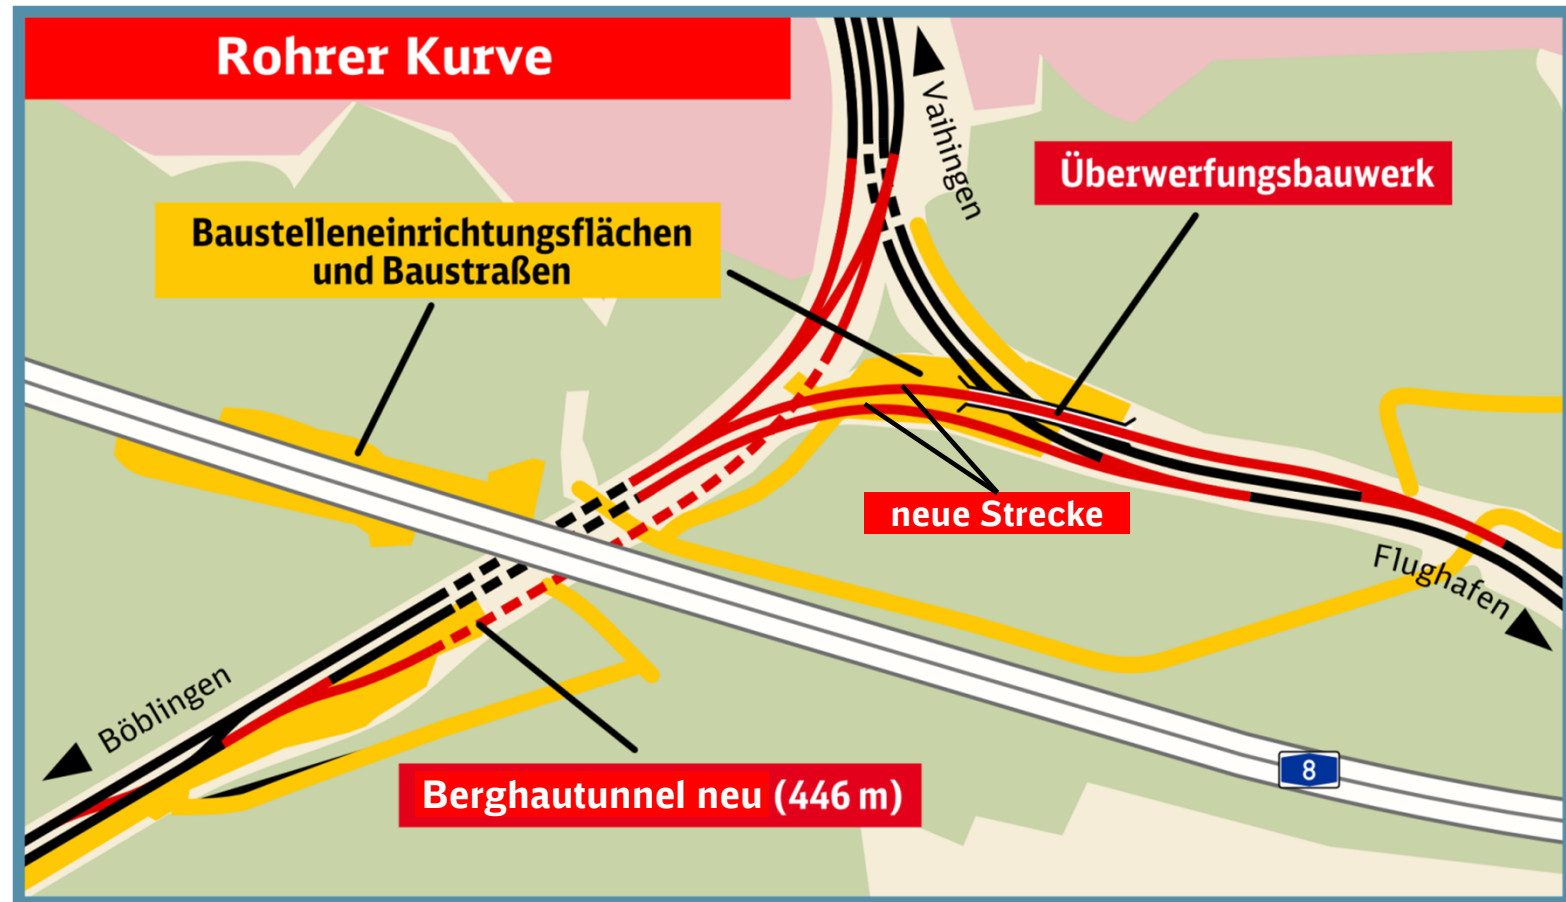 Rohrer Kurve
Vaihingen
Überwerfungsbauwerk
Baustelleneinrichtungsflächen
und Baustraßen
neue Strecke
Flughafen
Böblingen
8
Berghautunnel neu (446 m)